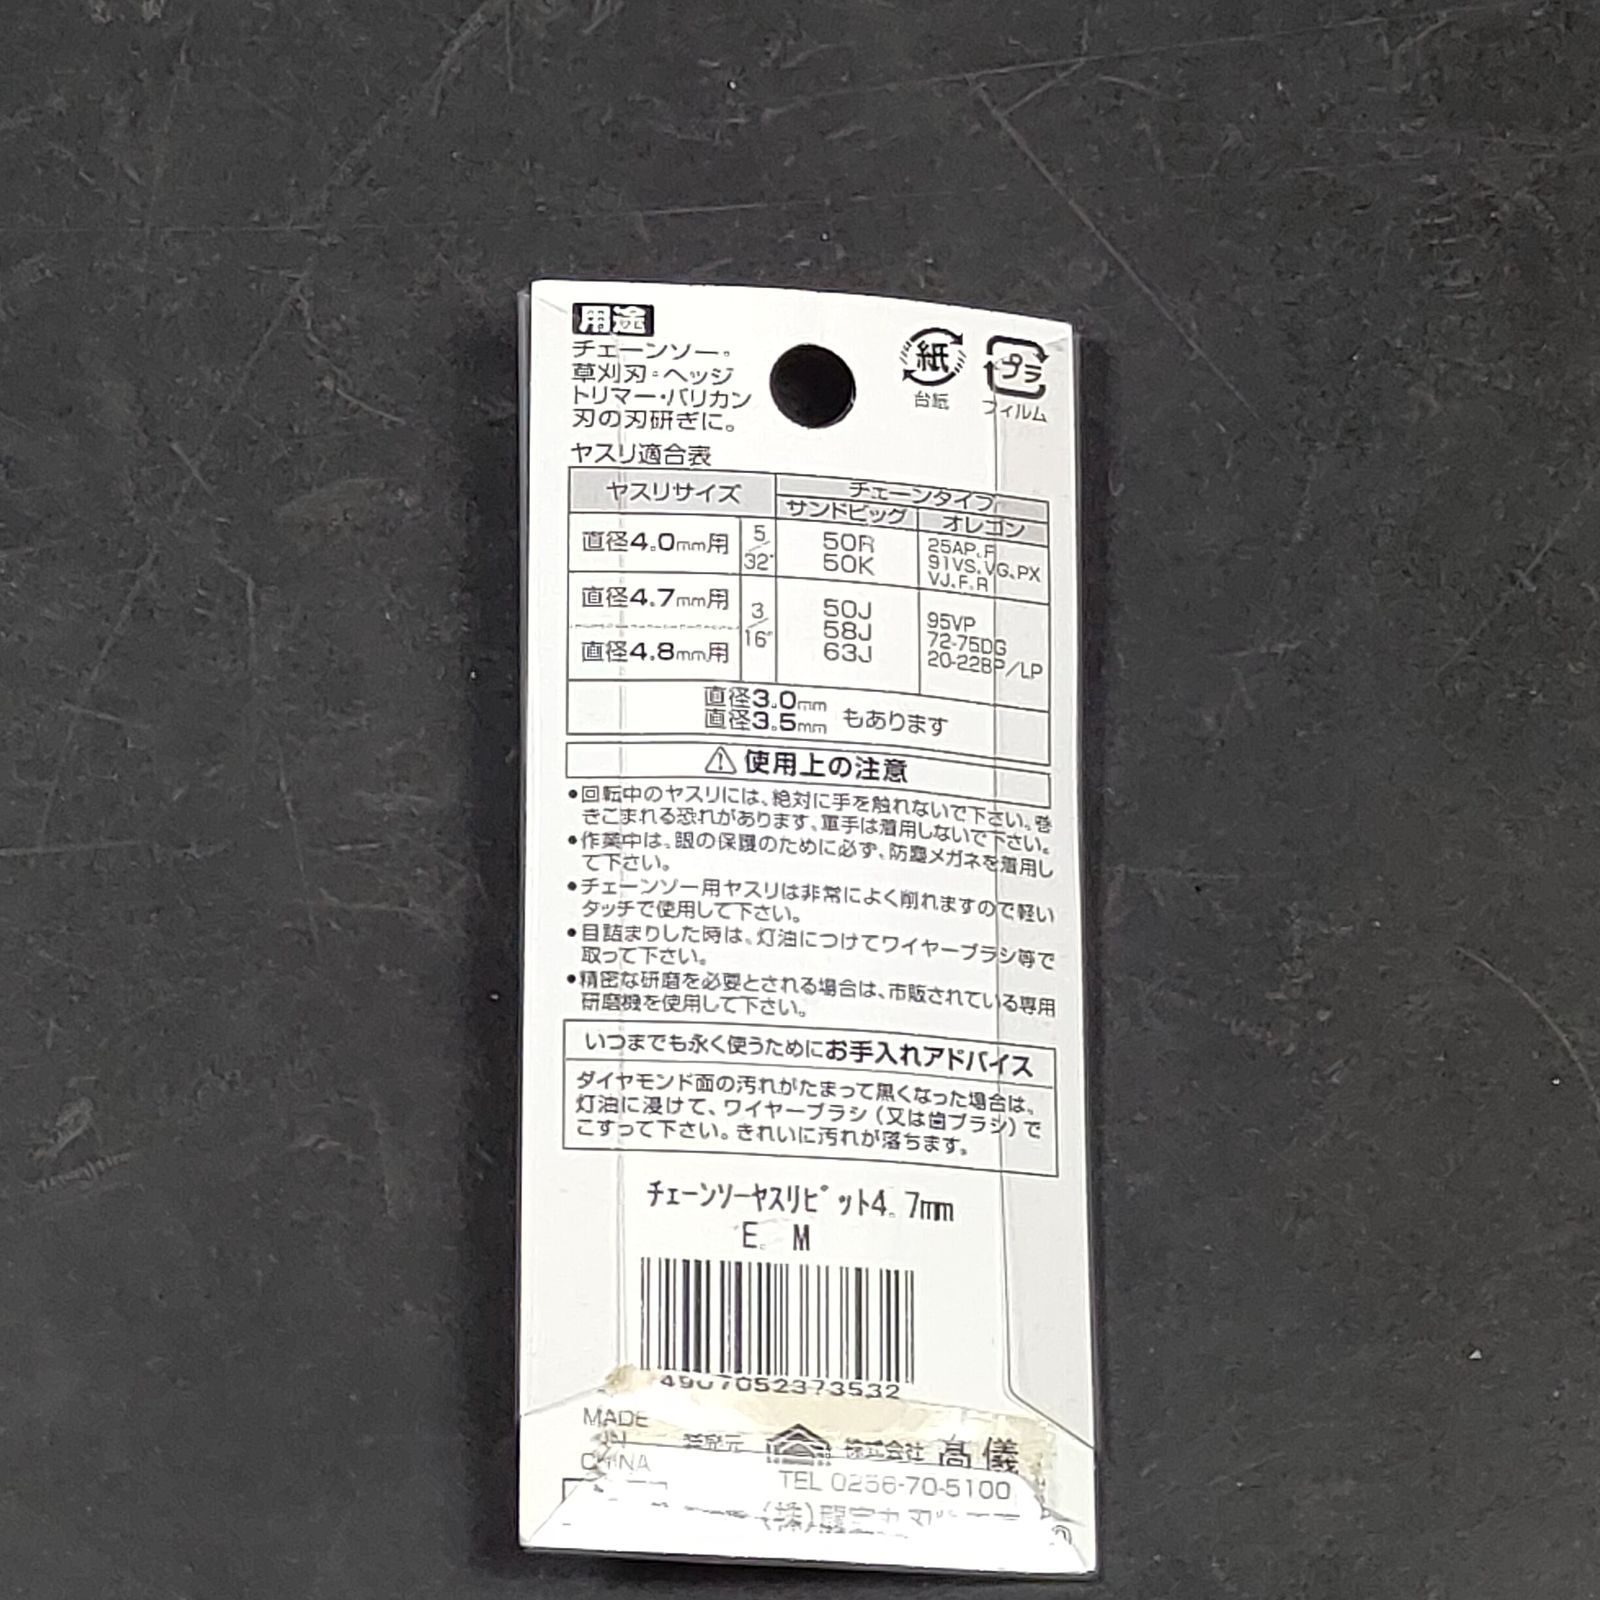 用途
チェーンソー・
草刈刃・ヘッジ
トリマー・バリカン
刃の刃研ぎに。
紙
台紙
プラ
フィルム
ヤスリ適合表
ヤスリサイズ
チェーンタイプ
サンドビッグ
オレゴン
直径4.0mm用
5/32"
50R
50K
25AP、F
91VS、VG、PX
VJ、F、R
直径4.7mm用
直径4.8mm用
3/16"
50J
58J
63J
95VP
72-75DG
20-22BP/LP
直径3.0mm
直径3.5mm
もあります
使用上の注意
●回転中のヤスリには、絶対に手を触れないで下さい。巻
きこまれる恐れがあります、軍手は着用しないで下さい。
●作業中は、眼の保護のために必ず、防塵メガネを着用し
て下さい。
●チェーンソー用ヤスリは非常によく削れますので軽い
タッチで使用して下さい。
●目詰まりした時は、灯油につけてワイヤーブラシ等で
取って下さい。
●精密な研磨を必要とされる場合は、市販されている専用
研磨機を使用して下さい。
いつまでも永く使うためにお手入れアドバイス
ダイヤモンド面の汚れがたまって黒くなった場合は、
灯油に浸けて、ワイヤーブラシ(又は歯ブラシ)で
こすって下さい。きれいに汚れが落ちます。
ﾁｪｰﾝｿｰﾔｽﾘﾋﾞｯﾄ4.7mm
E. M
4907052373532
MADE
IN
CHINA
発売元
株式会社 髙儀
TEL 0256-70-5100
(株)